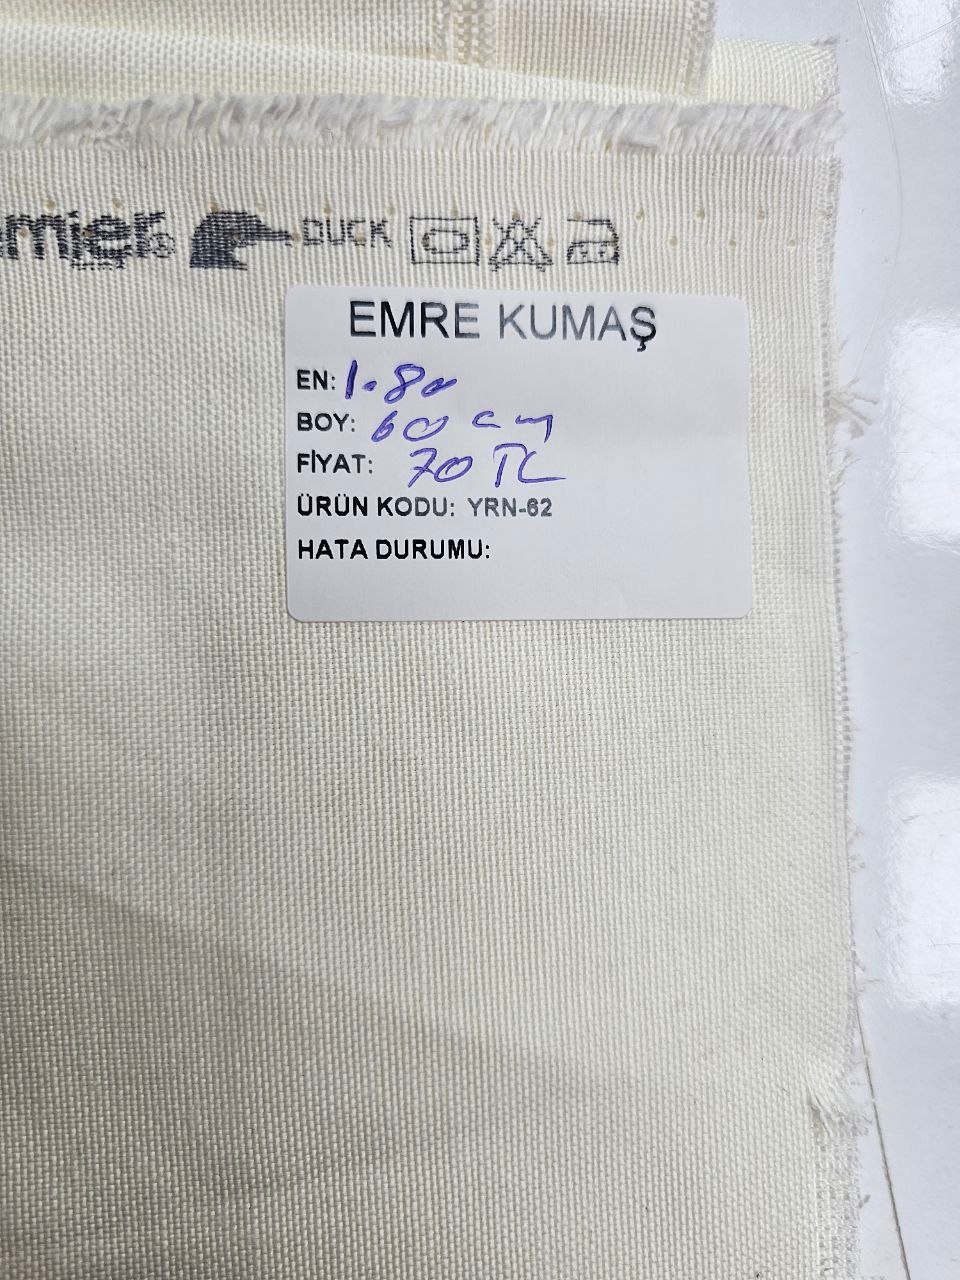 mier® DUCK
EMRE KUMAŞ
EN: 1.80
BOY: 60 cm
FİYAT: 70 TL
ÜRÜN KODU: YRN-62
HATA DURUMU: